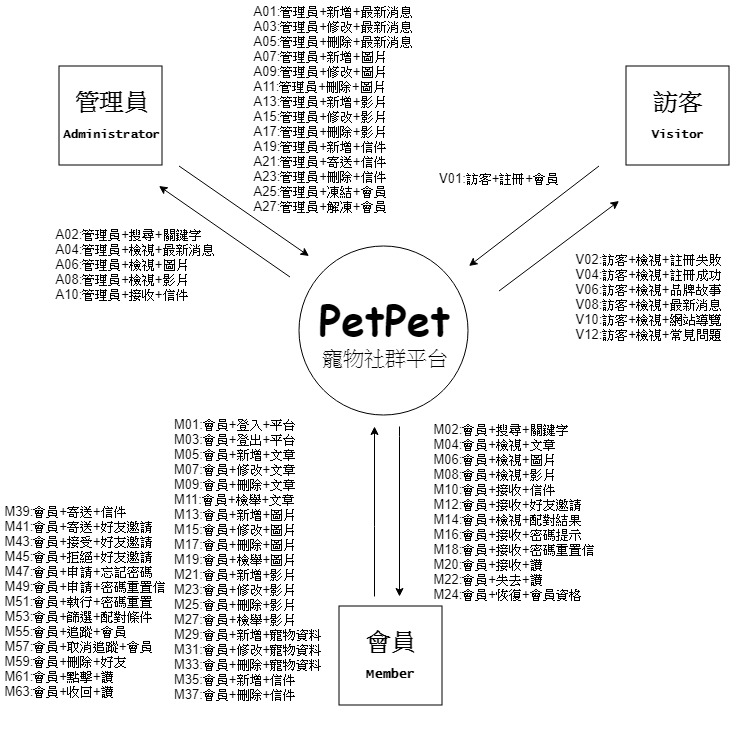 A01:管理員+新增+最新消息
A03:管理員+修改+最新消息
A05:管理員+刪除+最新消息
A07:管理員+新增+圖片
A09:管理員+修改+圖片
A11:管理員+刪除+圖片
A13:管理員+新增+影片
A15:管理員+修改+影片
A17:管理員+刪除+影片
A19:管理員+新增+信件
A21:管理員+寄送+信件
A23:管理員+刪除+信件
A25:管理員+凍結+會員
A27:管理員+解凍+會員
管理員
Administrator
訪客
Visitor
V01:訪客+註冊+會員
A02:管理員+搜尋+關鍵字
A04:管理員+檢視+最新消息
A06:管理員+檢視+圖片
A08:管理員+檢視+影片
A10:管理員+接收+信件
V02:訪客+檢視+註冊失敗
V04:訪客+檢視+註冊成功
V06:訪客+檢視+品牌故事
V08:訪客+檢視+最新消息
V10:訪客+檢視+網站導覽
V12:訪客+檢視+常見問題
PetPet
寵物社群平台
M01:會員+登入+平台
M03:會員+登出+平台
M05:會員+新增+文章
M07:會員+修改+文章
M09:會員+刪除+文章
M11:會員+檢舉+文章
M13:會員+新增+圖片
M15:會員+修改+圖片
M17:會員+刪除+圖片
M19:會員+檢舉+圖片
M21:會員+新增+影片
M23:會員+修改+影片
M25:會員+刪除+影片
M27:會員+檢舉+影片
M29:會員+新增+寵物資料
M31:會員+修改+寵物資料
M33:會員+刪除+寵物資料
M35:會員+新增+信件
M37:會員+刪除+信件
M39:會員+寄送+信件
M41:會員+寄送+好友邀請
M43:會員+接受+好友邀請
M45:會員+拒絕+好友邀請
M47:會員+申請+忘記密碼
M49:會員+申請+密碼重置信
M51:會員+執行+密碼重置
M53:會員+篩選+配對條件
M55:會員+追蹤+會員
M57:會員+取消追蹤+會員
M59:會員+刪除+好友
M61:會員+點擊+讚
M63:會員+收回+讚
M02:會員+搜尋+關鍵字
M04:會員+檢視+文章
M06:會員+檢視+圖片
M08:會員+檢視+影片
M10:會員+接收+信件
M12:會員+接收+好友邀請
M14:會員+檢視+配對結果
M16:會員+接收+密碼提示
M18:會員+接收+密碼重置信
M20:會員+接收+讚
M22:會員+失去+讚
M24:會員+恢復+會員資格
會員
Member